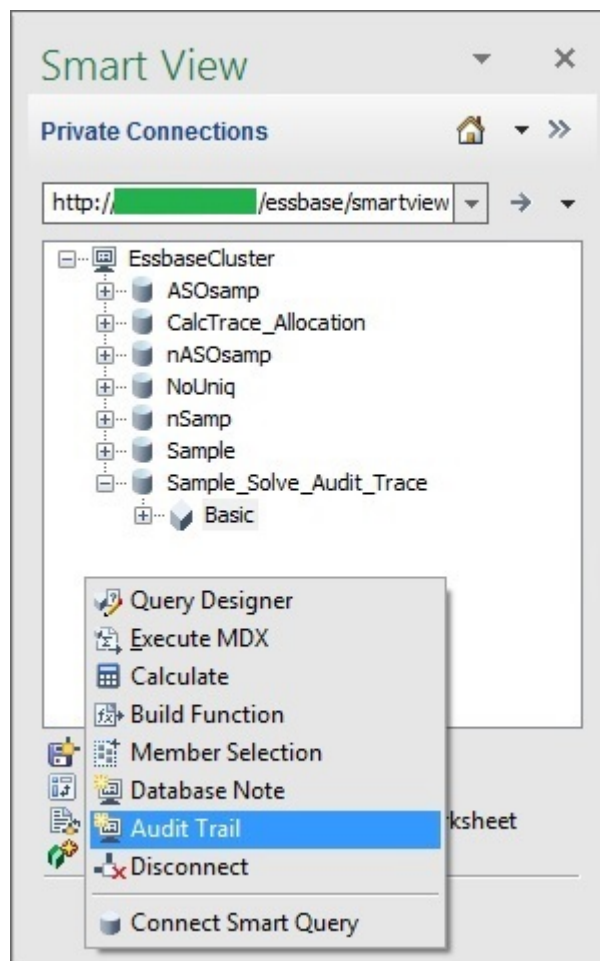 Smart View
Private Connections
http:// /essbase/smartview
EssbaseCluster
ASOsamp
CalcTrace_Allocation
nASOsamp
NoUniq
nSamp
Sample
Sample_Solve_Audit_Trace
Basic
Query Designer
Execute MDX
Calculate
Build Function
Member Selection
Database Note
Audit Trail
ksheet
Disconnect
Connect Smart Query